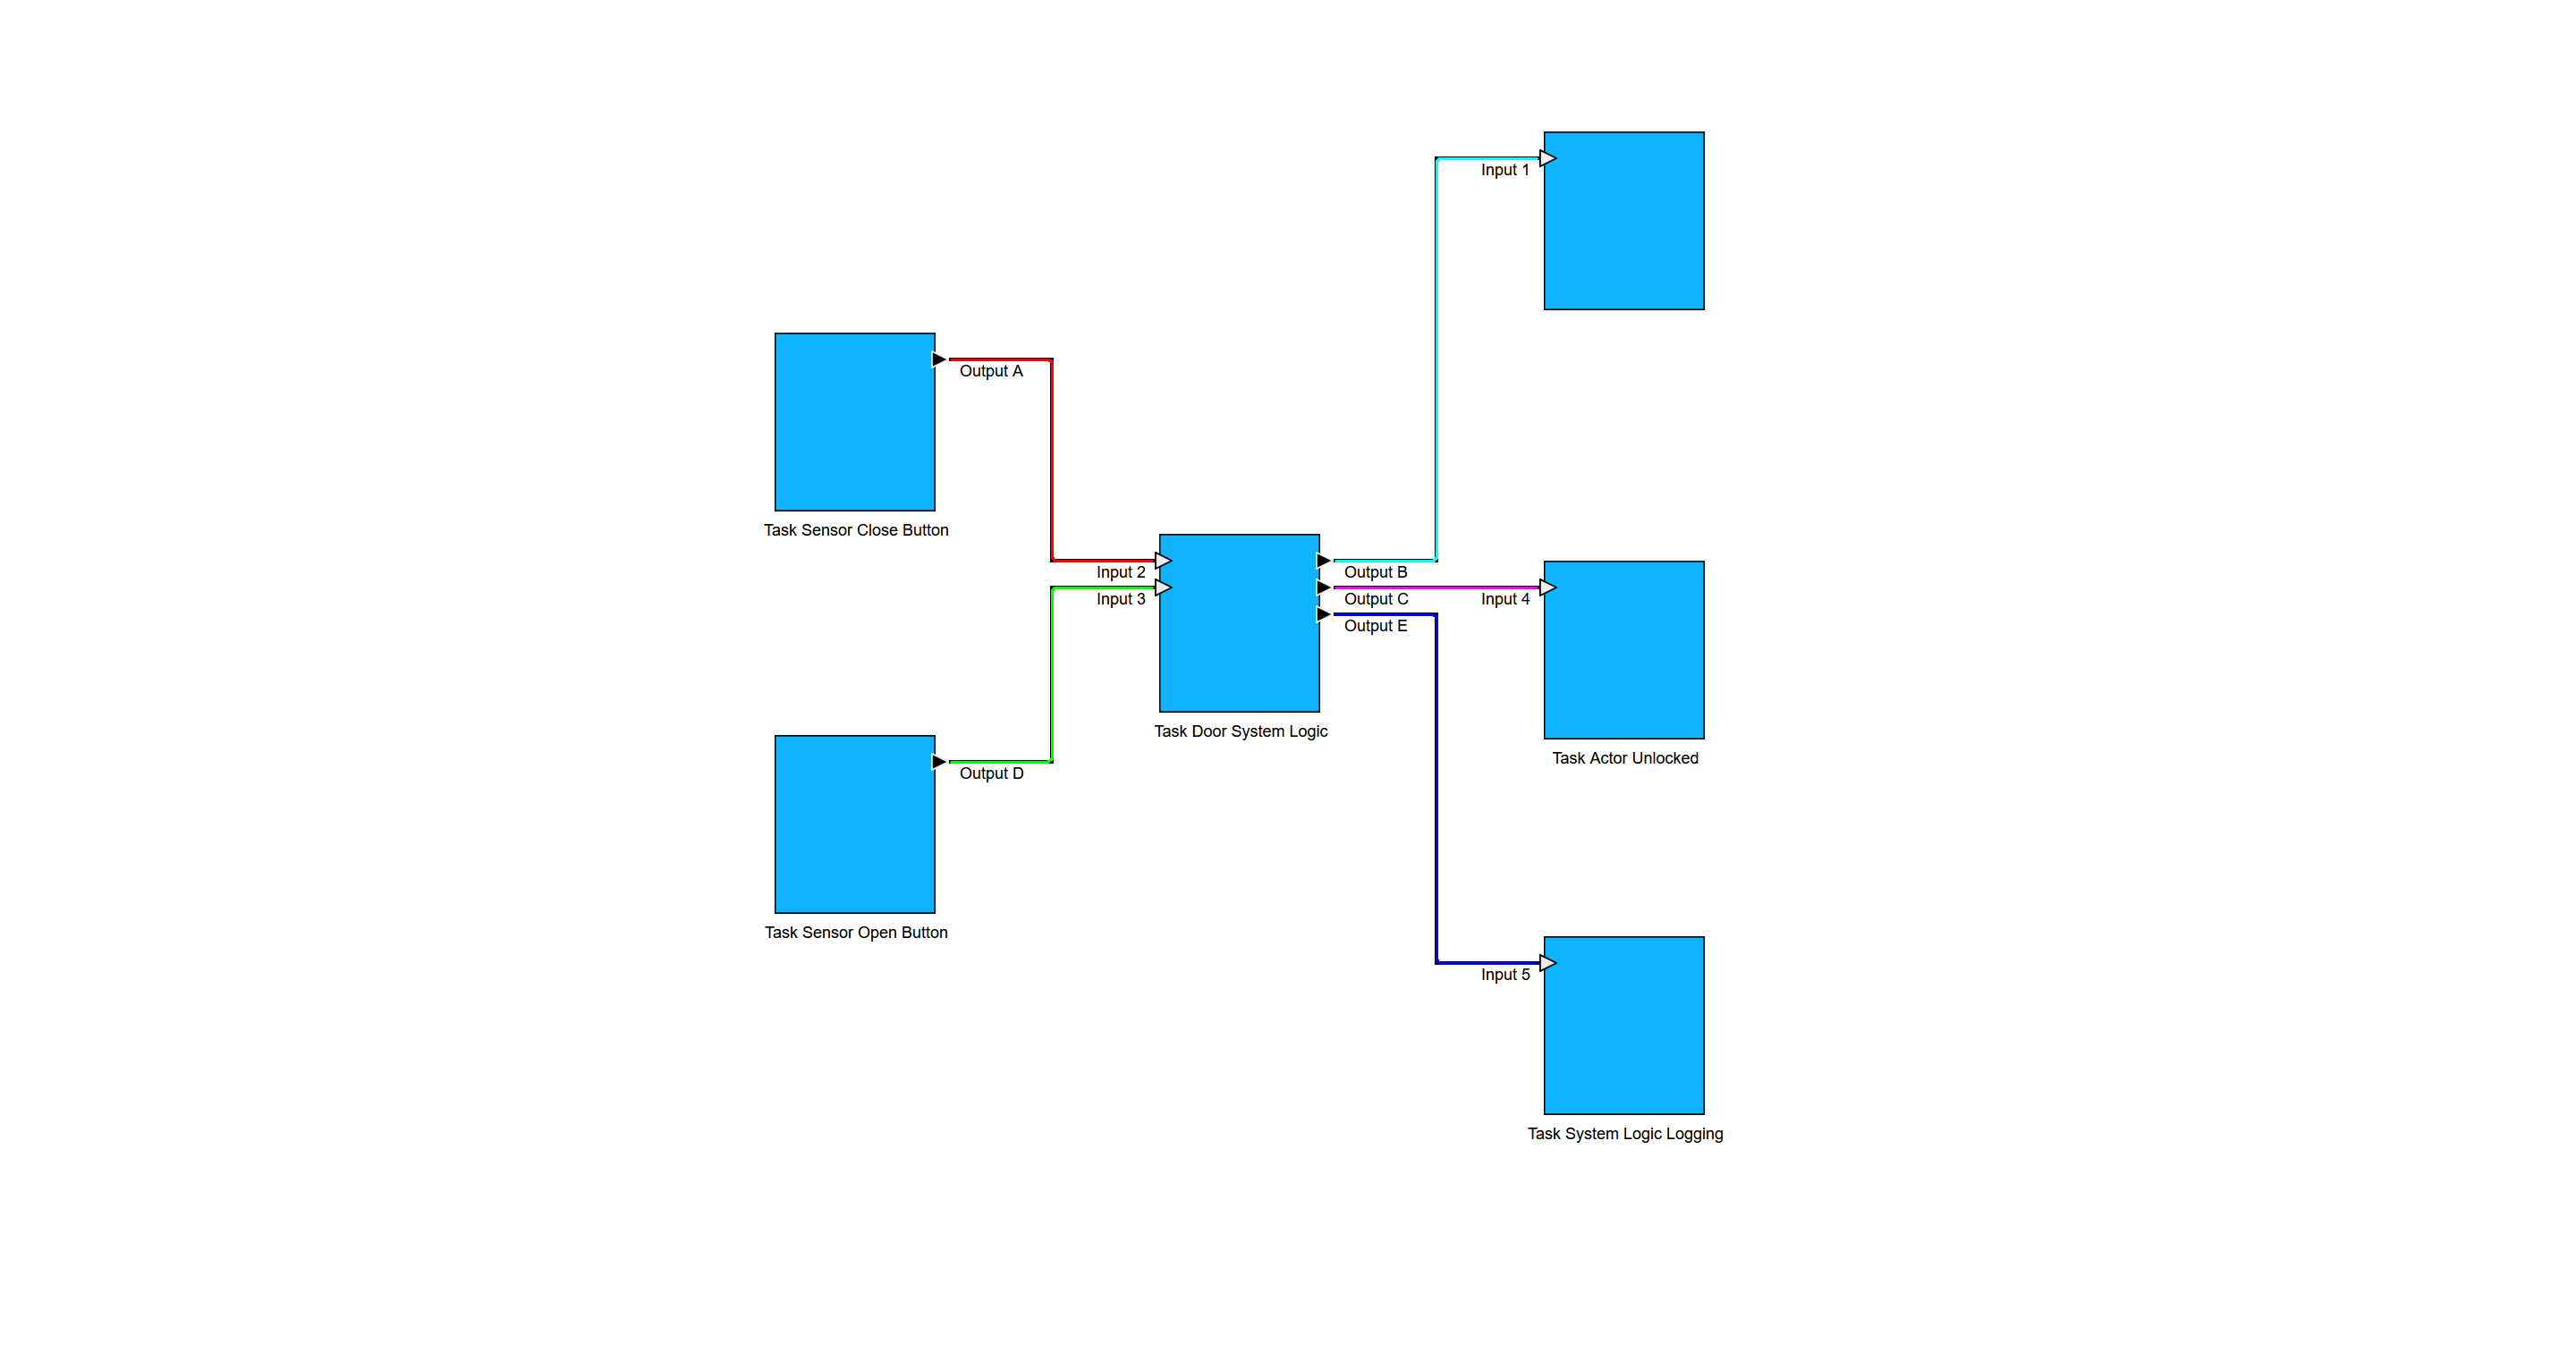 Input 1
Output A
Task Sensor Close Button
Input 2
Input 3
Output B
Output C
Output E
Input 4
Task Door System Logic
Task Actor Unlocked
Output D
Task Sensor Open Button
Input 5
Task System Logic Logging